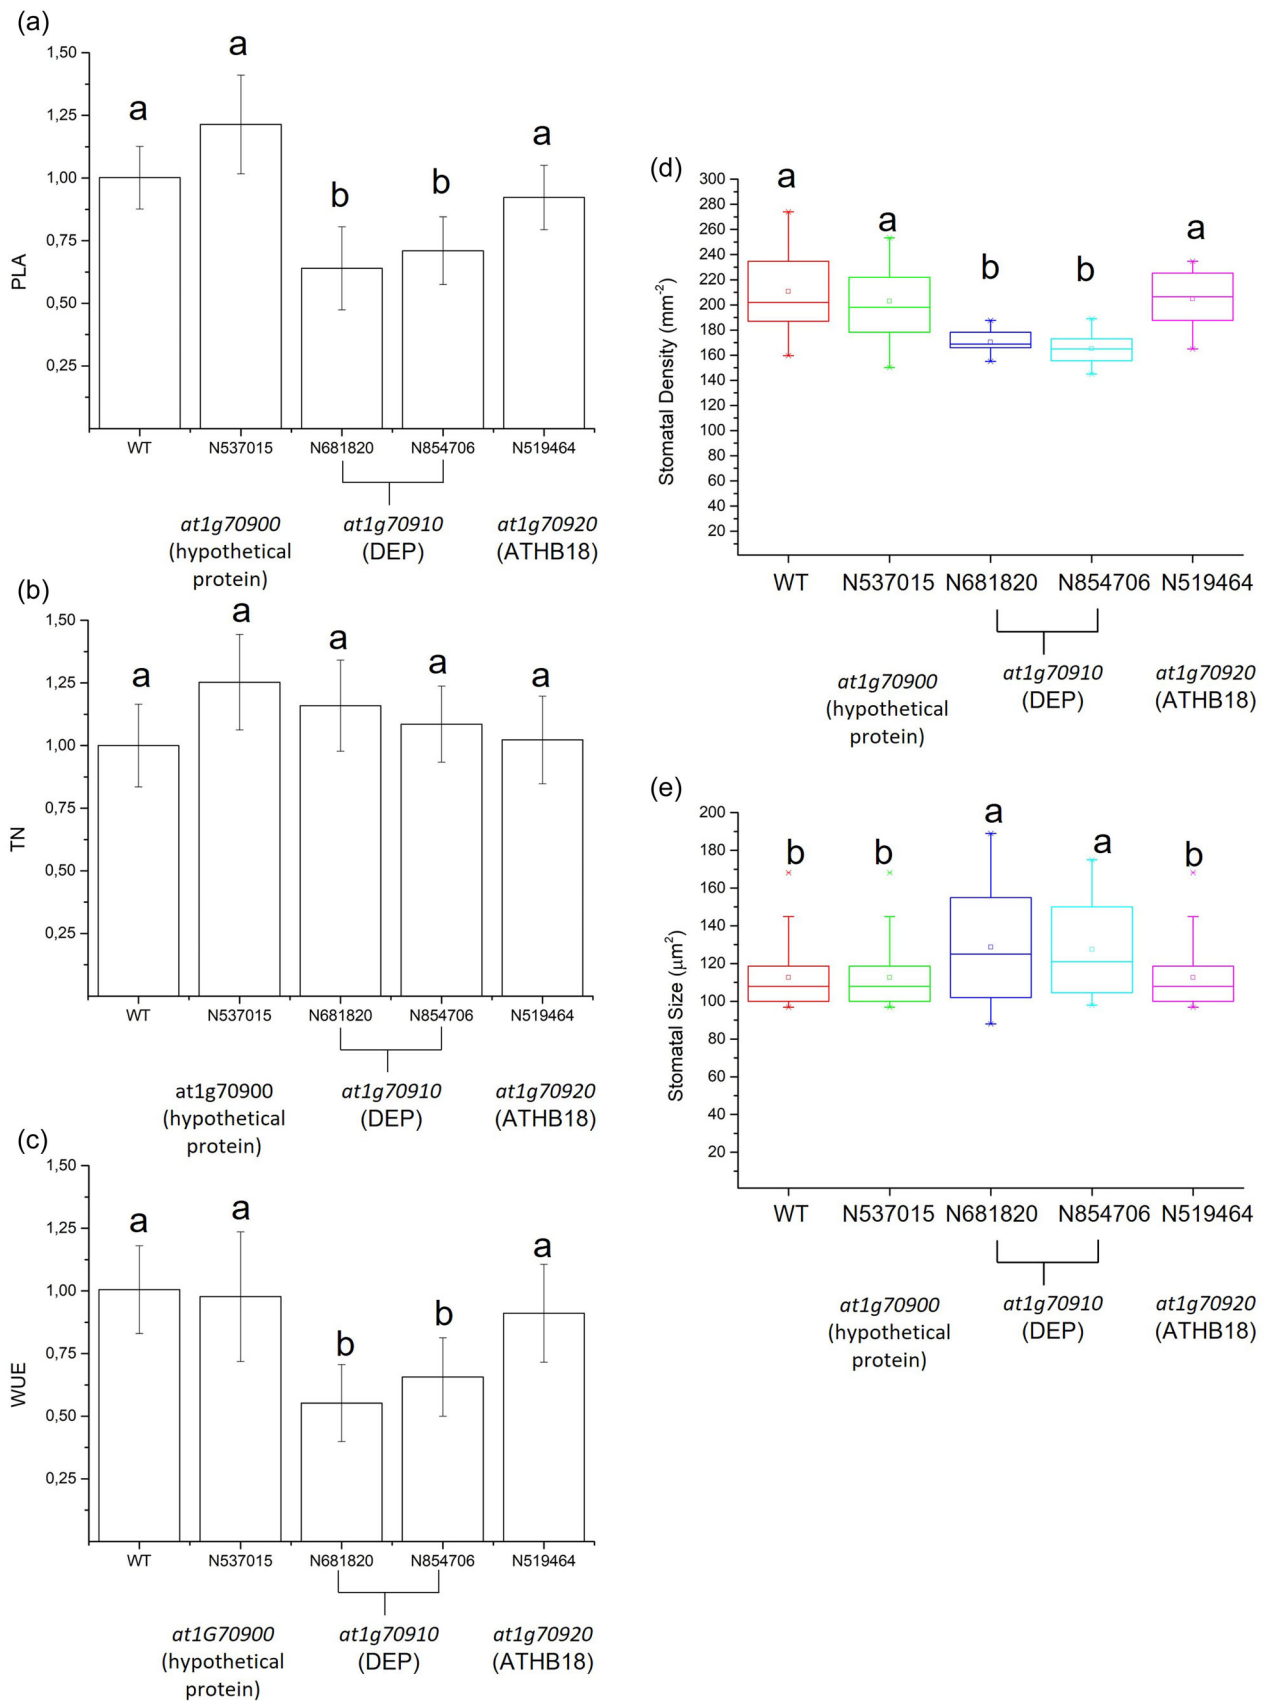 (a)
1,50
1,25
1,00
0,75
0,50
0,25
PLA
a
a
b
b
a
WT
N537015
N681820
N854706
N519464
at1g70900
(hypothetical
protein)
at1g70910
(DEP)
at1g70920
(ATHB18)
(b)
1,50
1,25
1,00
0,75
0,50
0,25
TN
a
a
a
a
a
WT
N537015
N681820
N854706
N519464
at1g70900
(hypothetical
protein)
at1g70910
(DEP)
at1g70920
(ATHB18)
(c)
1,50
1,25
1,00
0,75
0,50
0,25
WUE
a
a
b
b
a
WT
N537015
N681820
N854706
N519464
at1G70900
(hypothetical
protein)
at1g70910
(DEP)
at1g70920
(ATHB18)
(d)
300
280
260
240
220
200
180
160
140
120
100
80
60
40
20
Stomatal Density (mm⁻²)
a
a
b
b
a
WT
N537015
N681820
N854706
N519464
at1g70900
(hypothetical
protein)
at1g70910
(DEP)
at1g70920
(ATHB18)
(e)
200
180
160
140
120
100
80
60
40
20
Stomatal Size (μm²)
b
b
a
a
b
WT
N537015
N681820
N854706
N519464
at1g70900
(hypothetical
protein)
at1g70910
(DEP)
at1g70920
(ATHB18)